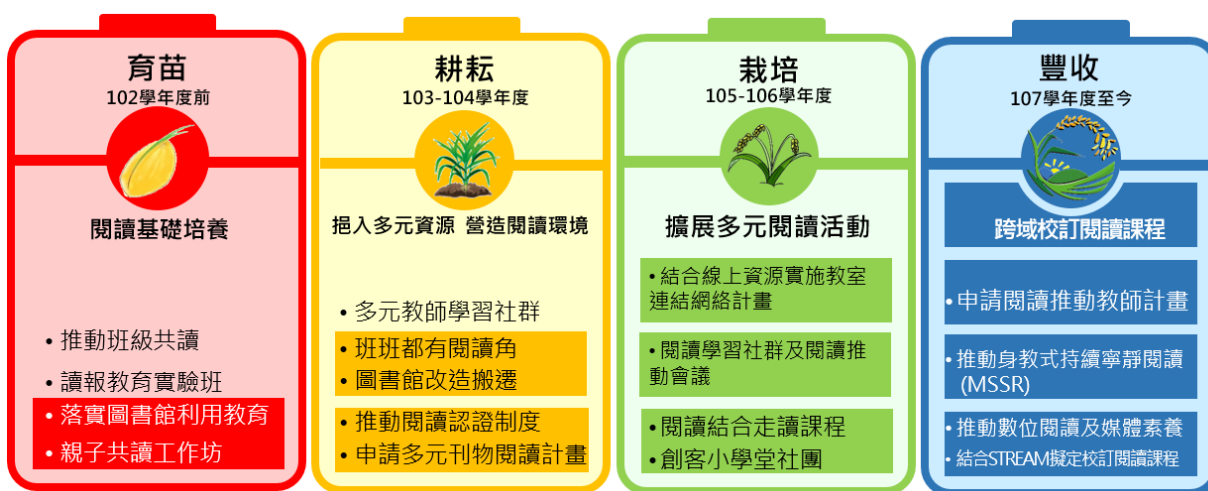 育苗
102學年度前
閱讀基礎培養
• 推動班級共讀
• 讀報教育實驗班
• 落實圖書館利用教育
• 親子共讀工作坊
耕耘
103-104學年度
挹入多元資源 營造閱讀環境
• 多元教師學習社群
• 班班都有閱讀角
• 圖書館改造搬遷
• 推動閱讀認證制度
• 申請多元刊物閱讀計畫
栽培
105-106學年度
擴展多元閱讀活動
• 結合線上資源實施教室
連結網絡計畫
• 閱讀學習社群及閱讀推
動會議
• 閱讀結合走讀課程
• 創客小學堂社團
豐收
107學年度至今
跨域校訂閱讀課程
• 申請閱讀推動教師計畫
• 推動身教式持續寧靜閱讀
(MSSR)
• 推動數位閱讀及媒體素養
• 結合STREAM擬定校訂閱讀課程